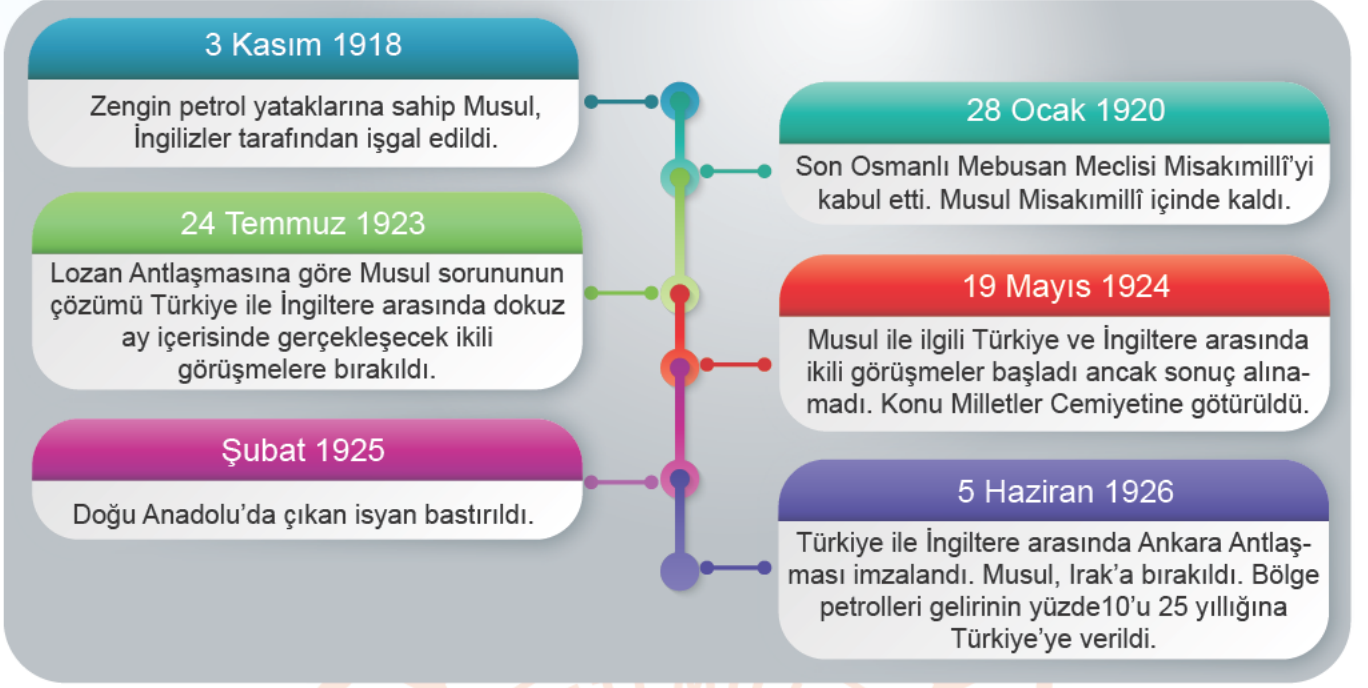 3 Kasım 1918
Zengin petrol yataklarına sahip Musul,
İngilizler tarafından işgal edildi.
28 Ocak 1920
Son Osmanlı Mebusan Meclisi Misakımillî’yi
kabul etti. Musul Misakımillî içinde kaldı.
24 Temmuz 1923
Lozan Antlaşmasına göre Musul sorununun
çözümü Türkiye ile İngiltere arasında dokuz
ay içerisinde gerçekleşecek ikili
görüşmelere bırakıldı.
19 Mayıs 1924
Musul ile ilgili Türkiye ve İngiltere arasında
ikili görüşmeler başladı ancak sonuç alına-
madı. Konu Milletler Cemiyetine götürüldü.
Şubat 1925
Doğu Anadolu’da çıkan isyan bastırıldı.
5 Haziran 1926
Türkiye ile İngiltere arasında Ankara Antlaş-
ması imzalandı. Musul, Irak’a bırakıldı. Bölge
petrolleri gelirinin yüzde10’u 25 yıllığına
Türkiye’ye verildi.